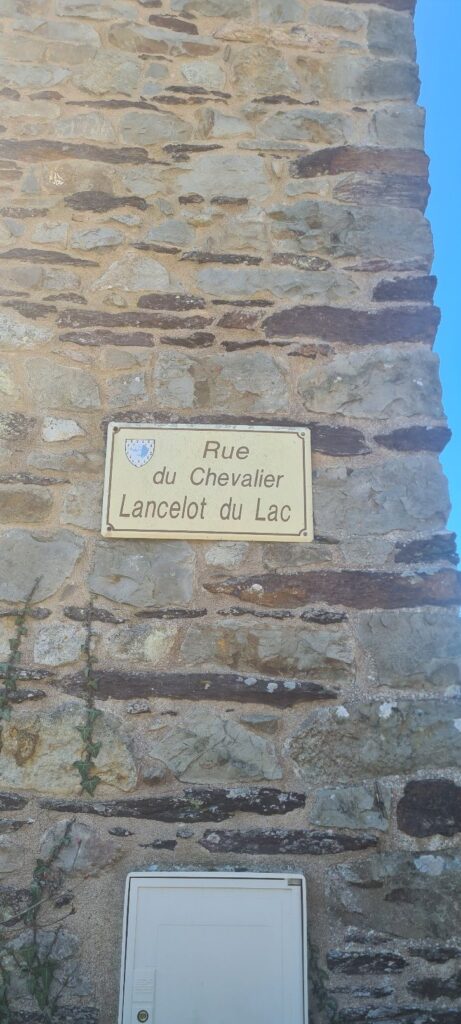 Rue
du Chevalier
Lancelot du Lac